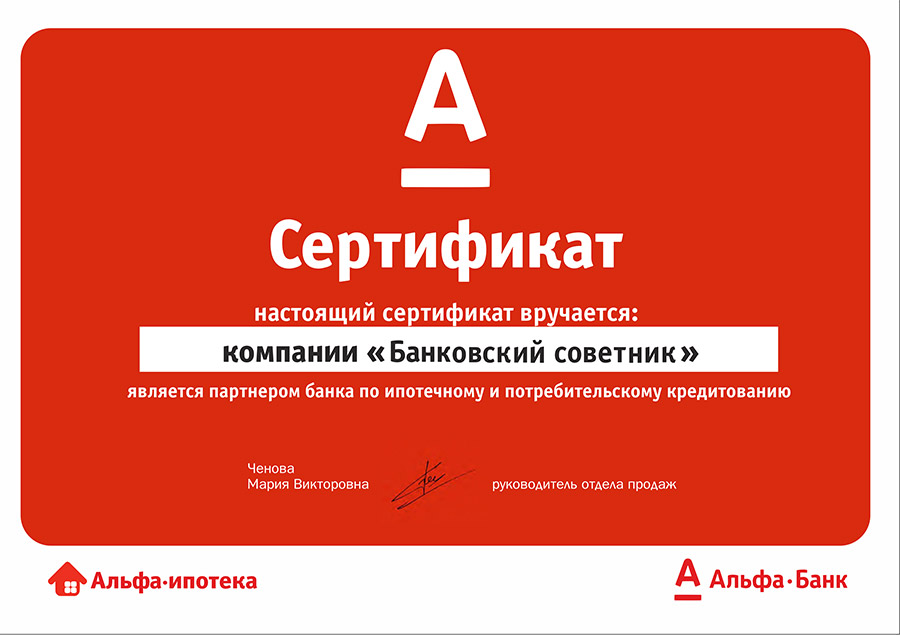 А
Сертификат
настоящий сертификат вручается:
компании «Банковский советник»
является партнером банка по ипотечному и потребительскому кредитованию
Ченова
Мария Викторовна
руководитель отдела продаж
Альфа·ипотека
А Альфа·Банк